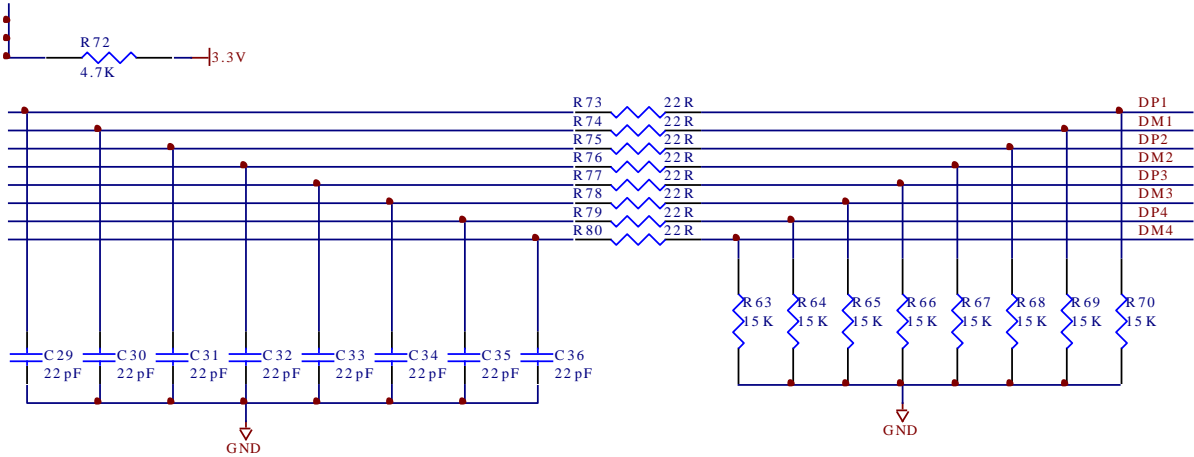 R72
3.3V
4.7K
R73 22R DP1
R74 22R DM1
R75 22R DP2
R76 22R DM2
R77 22R DP3
R78 22R DM3
R79 22R DP4
R80 22R DM4
R63 R64 R65 R66 R67 R68 R69 R70
15K 15K 15K 15K 15K 15K 15K 15K
C29 C30 C31 C32 C33 C34 C35 C36
22pF 22pF 22pF 22pF 22pF 22pF 22pF 22pF
GND
GND